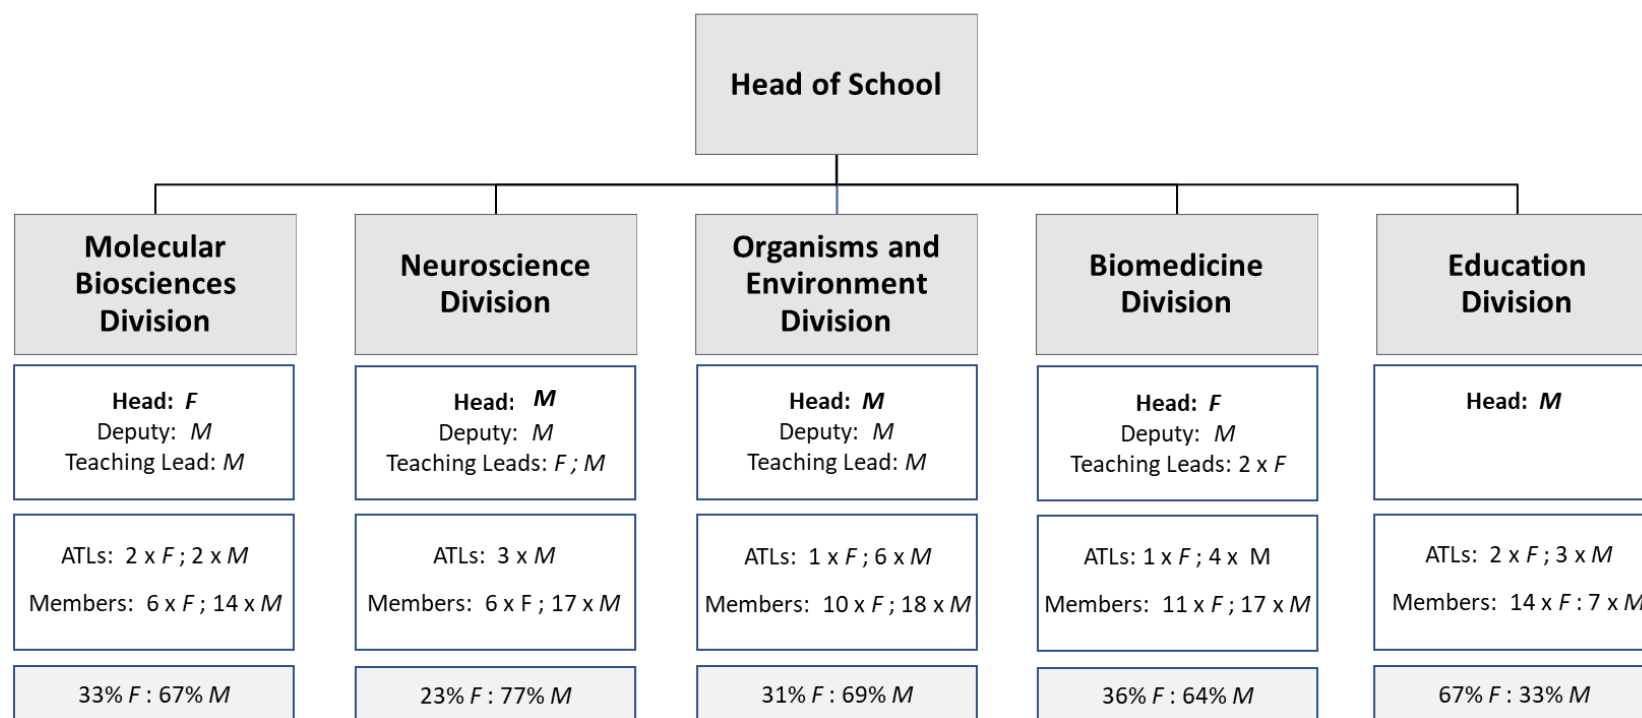 Head of School
Molecular
Biosciences
Division
Head: F
Deputy: M
Teaching Lead: M
ATLs: 2 x F ; 2 x M
Members: 6 x F ; 14 x M
33% F : 67% M
Neuroscience
Division
Head: M
Deputy: M
Teaching Leads: F ; M
ATLs: 3 x M
Members: 6 x F ; 17 x M
23% F : 77% M
Organisms and
Environment
Division
Head: M
Deputy: M
Teaching Lead: M
ATLs: 1 x F ; 6 x M
Members: 10 x F ; 18 x M
31% F : 69% M
Biomedicine
Division
Head: F
Deputy: M
Teaching Leads: 2 x F
ATLs: 1 x F ; 4 x M
Members: 11 x F ; 17 x M
36% F : 64% M
Education
Division
Head: M
ATLs: 2 x F ; 3 x M
Members: 14 x F : 7 x M
67% F : 33% M